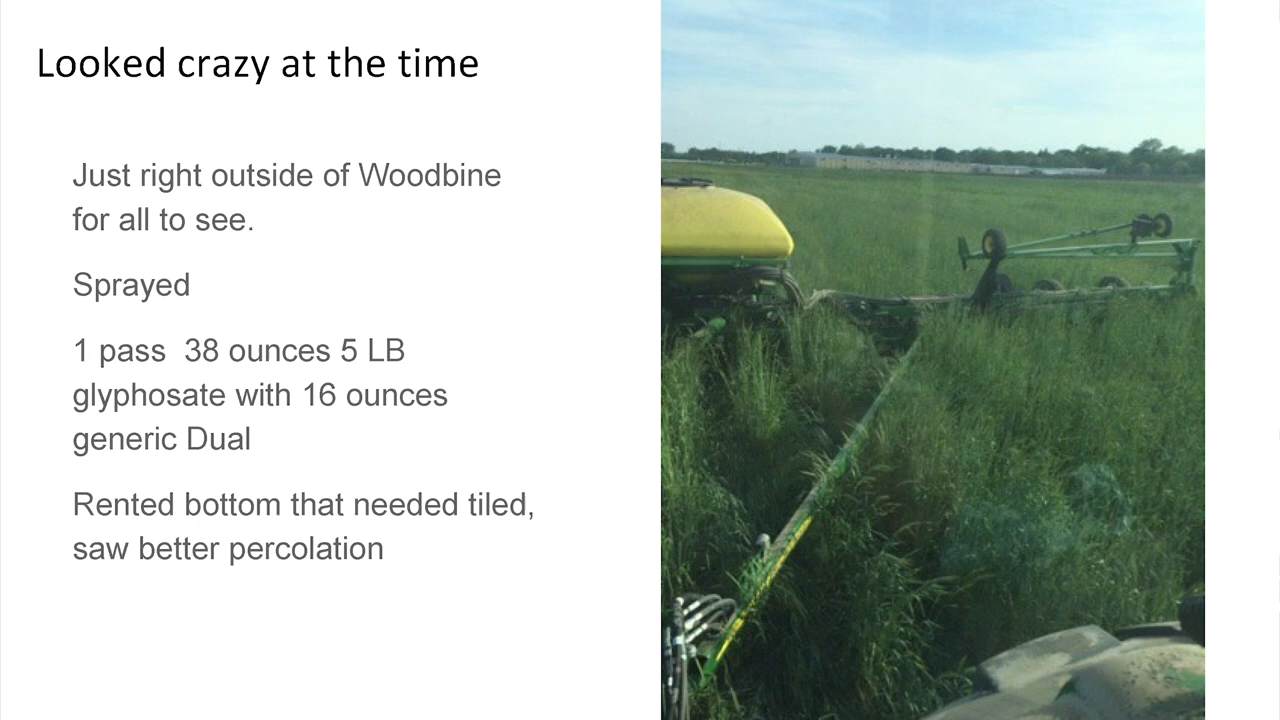 Looked crazy at the time
Just right outside of Woodbine
for all to see.
Sprayed
1 pass  38 ounces 5 LB
glyphosate with 16 ounces
generic Dual
Rented bottom that needed tiled,
saw better percolation